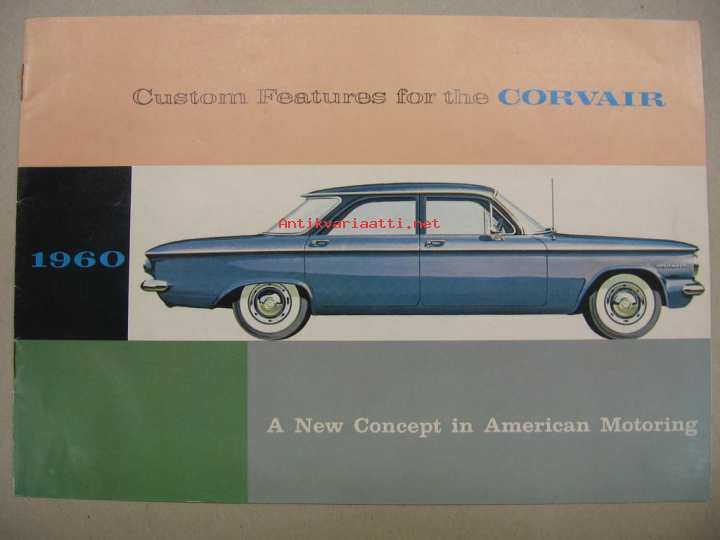 Custom Features for the CORVAIR
Antikvariaatti.net
1960
A New Concept in American Motoring